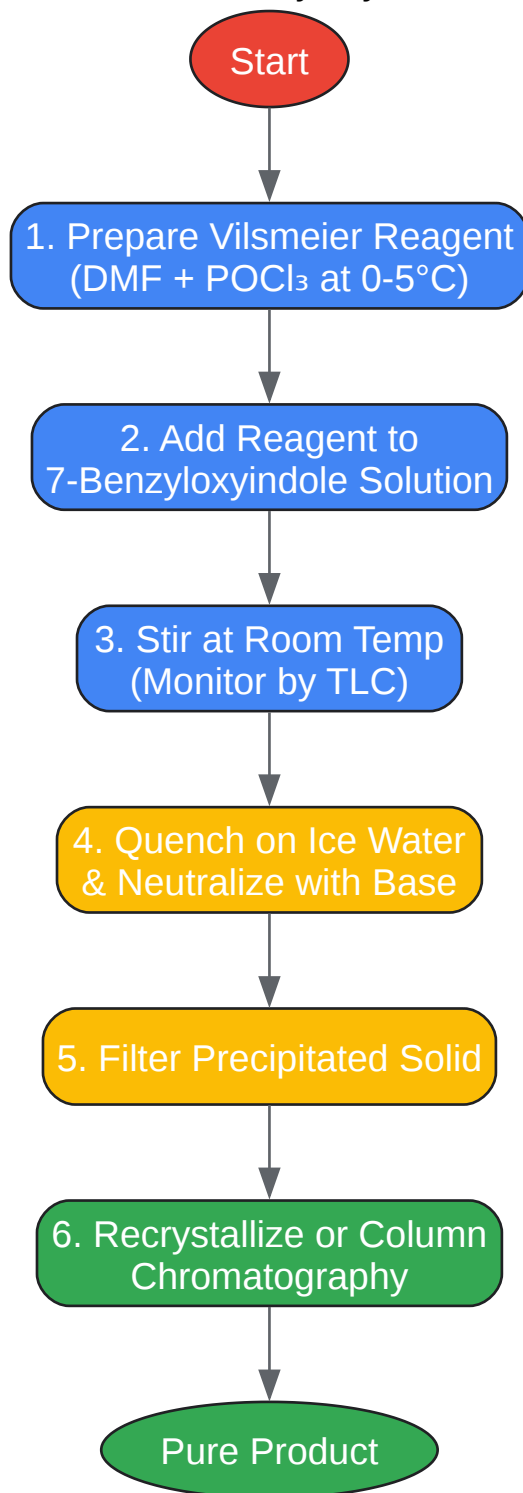 Start
1. Prepare Vilsmeier Reagent
(DMF + POCl₃ at 0-5°C)
2. Add Reagent to
7-Benzyloxyindole Solution
3. Stir at Room Temp
(Monitor by TLC)
4. Quench on Ice Water
& Neutralize with Base
5. Filter Precipitated Solid
6. Recrystallize or Column
Chromatography
Pure Product